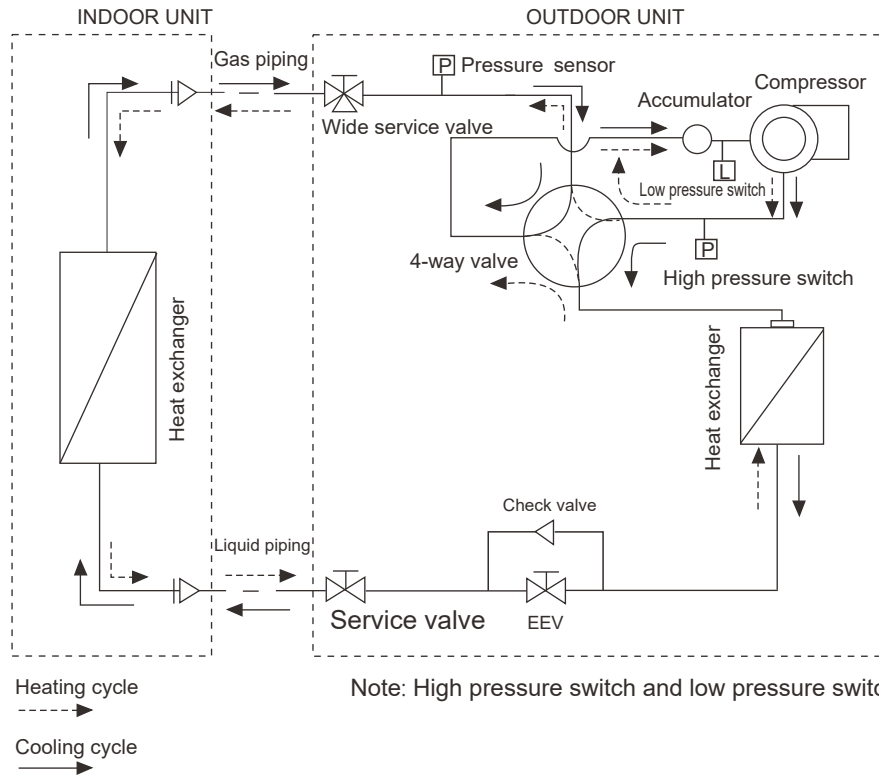 INDOOR UNIT
OUTDOOR UNIT
Gas piping
P
Pressure sensor
Compressor
Accumulator
Wide service valve
L
Low pressure switch
4-way valve
P
High pressure switch
Heat exchanger
Heat exchanger
Check valve
Liquid piping
Service valve
EEV
Heating cycle
Note: High pressure switch and low pressure
Cooling cycle